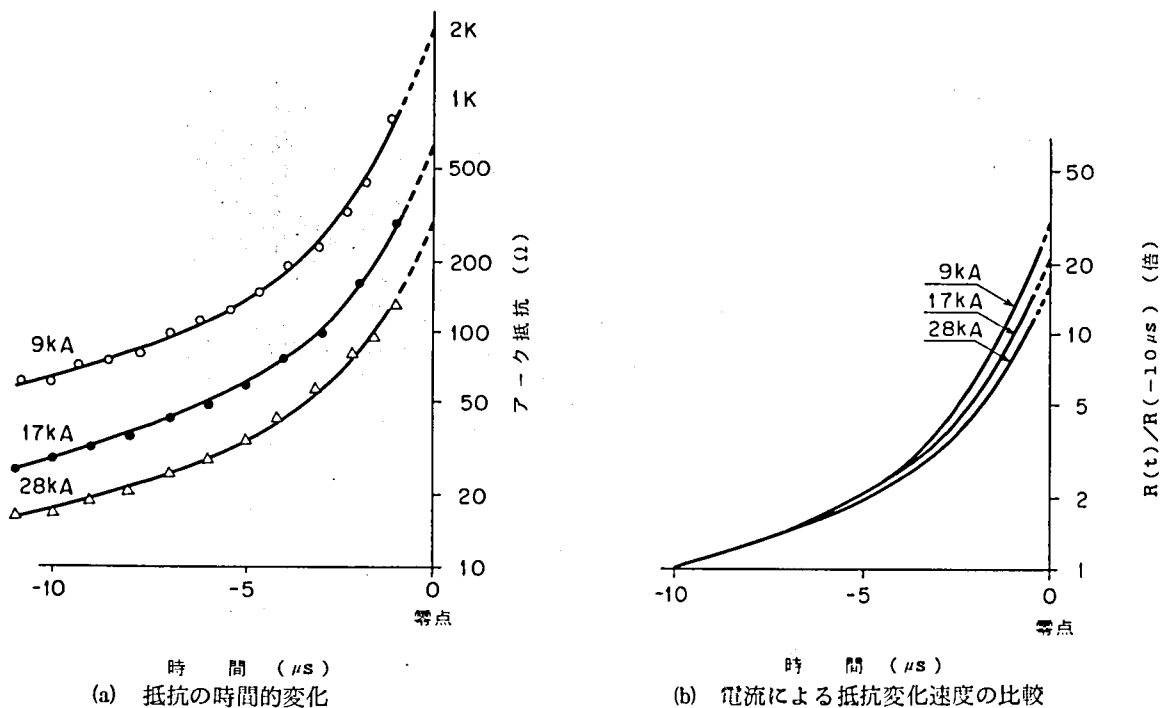 2K
1K
500
200
100
50
20
10
アーク抵抗 (Ω)
9kA
17kA
28kA
-10
-5
0
零点
時 間 (μs)
(a) 抵抗の時間的変化
50
20
10
5
2
1
R(t)/R(-10μs) (倍)
9kA
17kA
28kA
-10
-5
0
零点
時 間 (μs)
(b) 電流による抵抗変化速度の比較